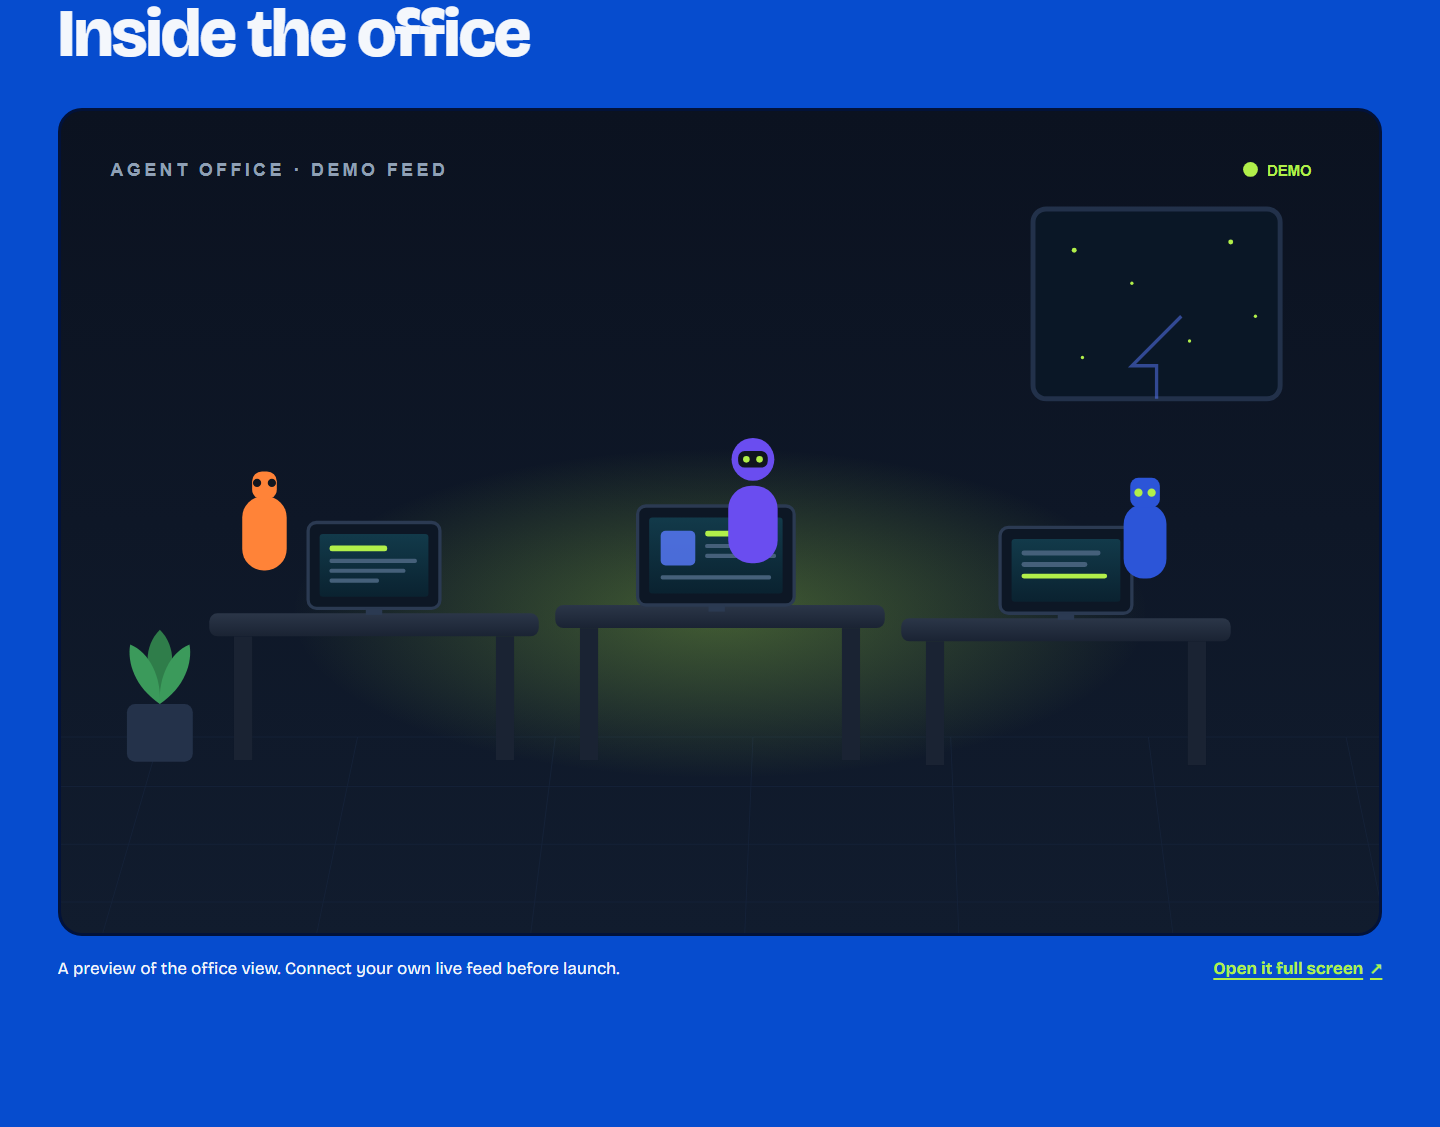 Inside the office
AGENT OFFICE · DEMO FEED
DEMO
A preview of the office view. Connect your own live feed before launch.
Open it full screen ↗